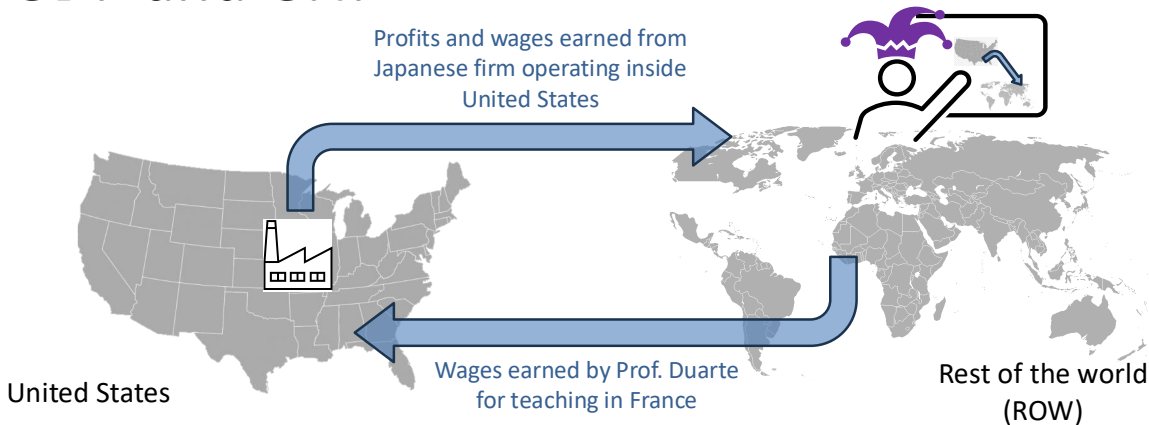 Profits and wages earned from
Japanese firm operating inside
United States
Wages earned by Prof. Duarte
for teaching in France
United States
Rest of the world
(ROW)